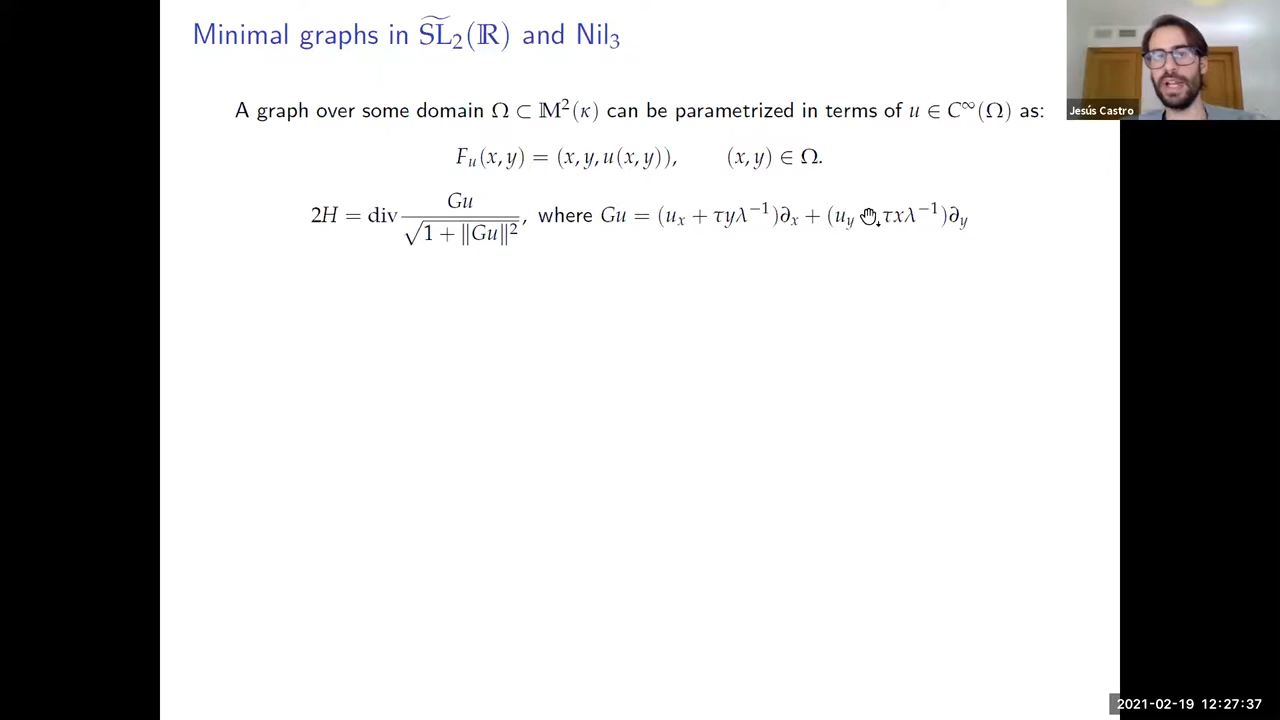 Minimal graphs in S͠L₂(ℝ) and Nil₃
A graph over some domain Ω ⊂ 𝕄²(κ) can be parametrized in terms of u ∈ C^∞(Ω) as:
F_u(x, y) = (x, y, u(x, y)), (x, y) ∈ Ω.
2H = div Gu / √(1 + ‖Gu‖²), where Gu = (u_x + τyλ⁻¹)∂_x + (u_y τxλ⁻¹)∂_y
Jesús Castro
2021-02-19 12:27:37